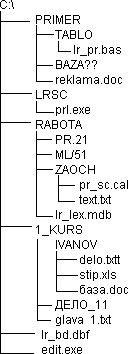 C:\
PRIMER
TABLO
lr_pr.bas
BAZA??
reklama.doc
LRSC
prl.exe
RABOTA
PR.21
ML/51
ZAOCH
pr_sc.cal
text.txt
lr_lex.mdb
1_KURS
IVANOV
delo.txtt
stip.xls
база.doc
ДЕЛО_11
glava 1.txt
lr_bd.dbf
edit.exe